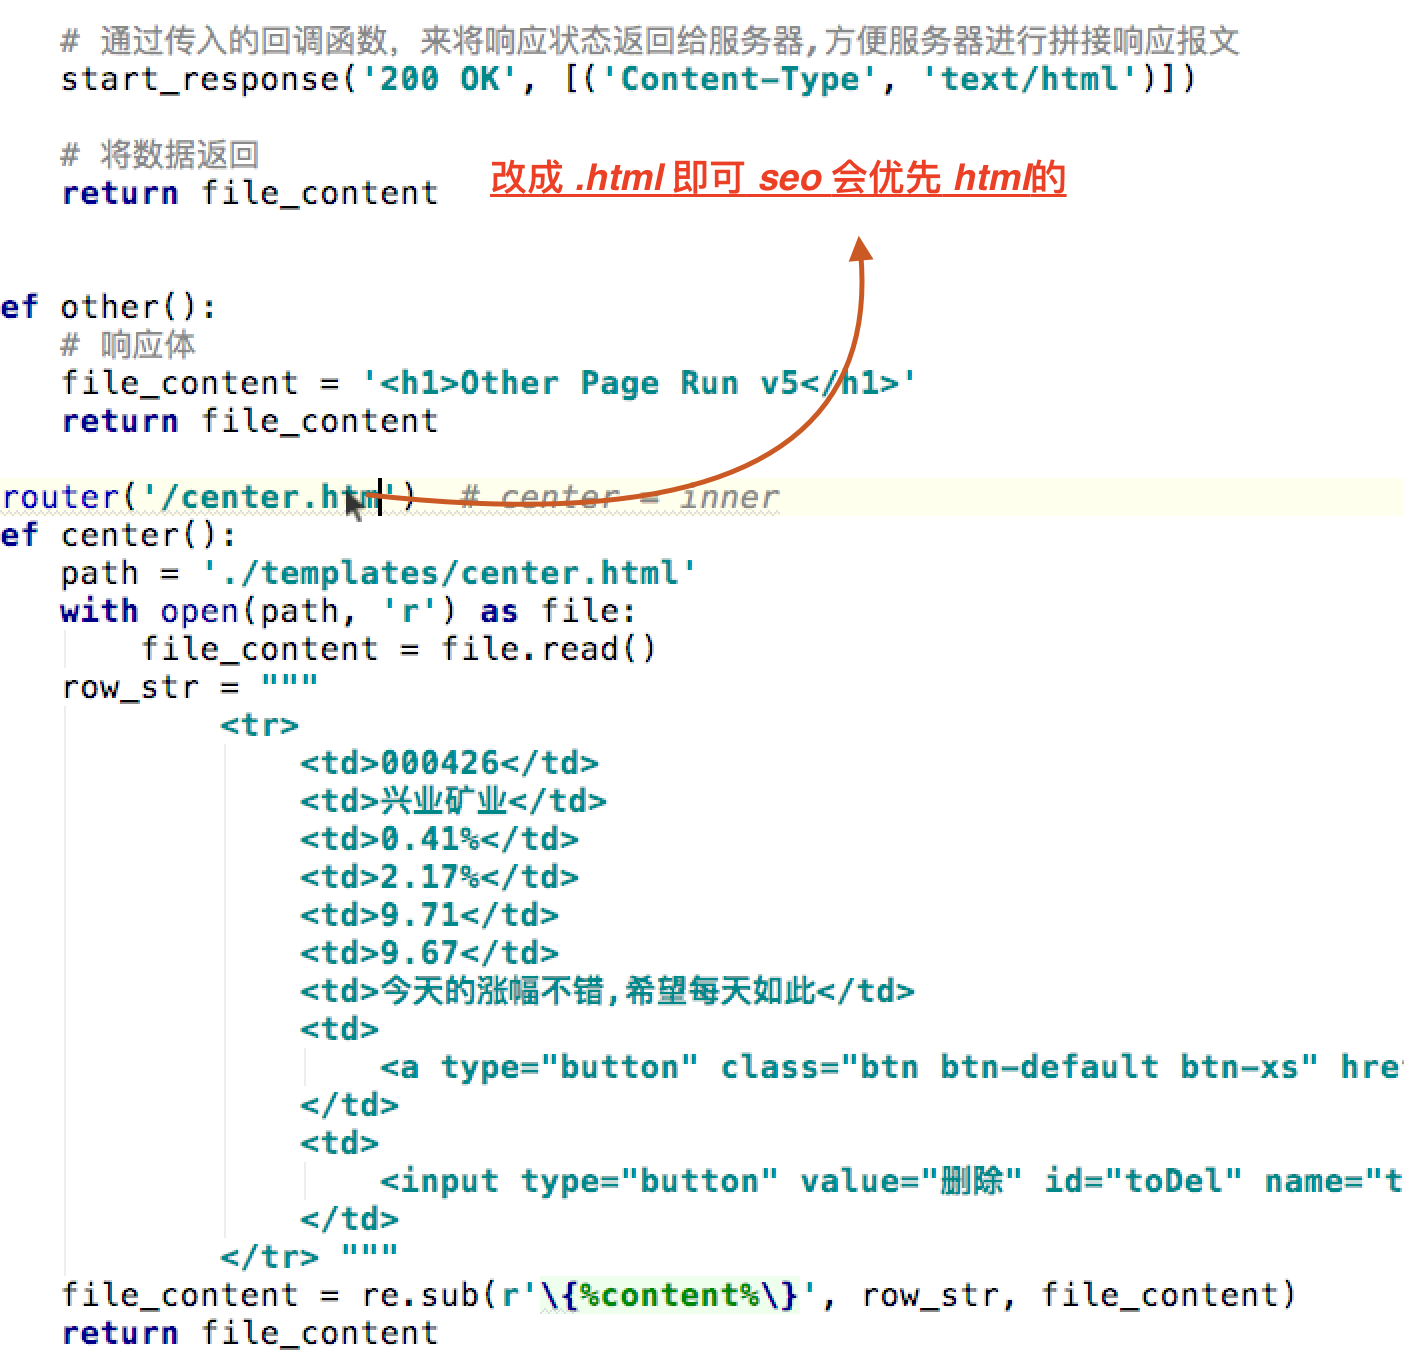 # 通过传入的回调函数，来将响应状态返回给服务器,方便服务器进行拼接响应报文
start_response('200 OK', [('Content-Type', 'text/html')])
# 将数据返回
改成 .html 即可 seo 会优先 html的
return file_content
ef other():
# 响应体
file_content = '<h1>Other Page Run v5</h1>'
return file_content
router('/center.htm')  # center = inner
ef center():
path = './templates/center.html'
with open(path, 'r') as file:
file_content = file.read()
row_str = """
<tr>
<td>000426</td>
<td>兴业矿业</td>
<td>0.41%</td>
<td>2.17%</td>
<td>9.71</td>
<td>9.67</td>
<td>今天的涨幅不错,希望每天如此</td>
<td>
<a type="button" class="btn btn-default btn-xs" href
</td>
<td>
<input type="button" value="删除" id="toDel" name="t
</td>
</tr> """
file_content = re.sub(r'\{%content%\}', row_str, file_content)
return file_content